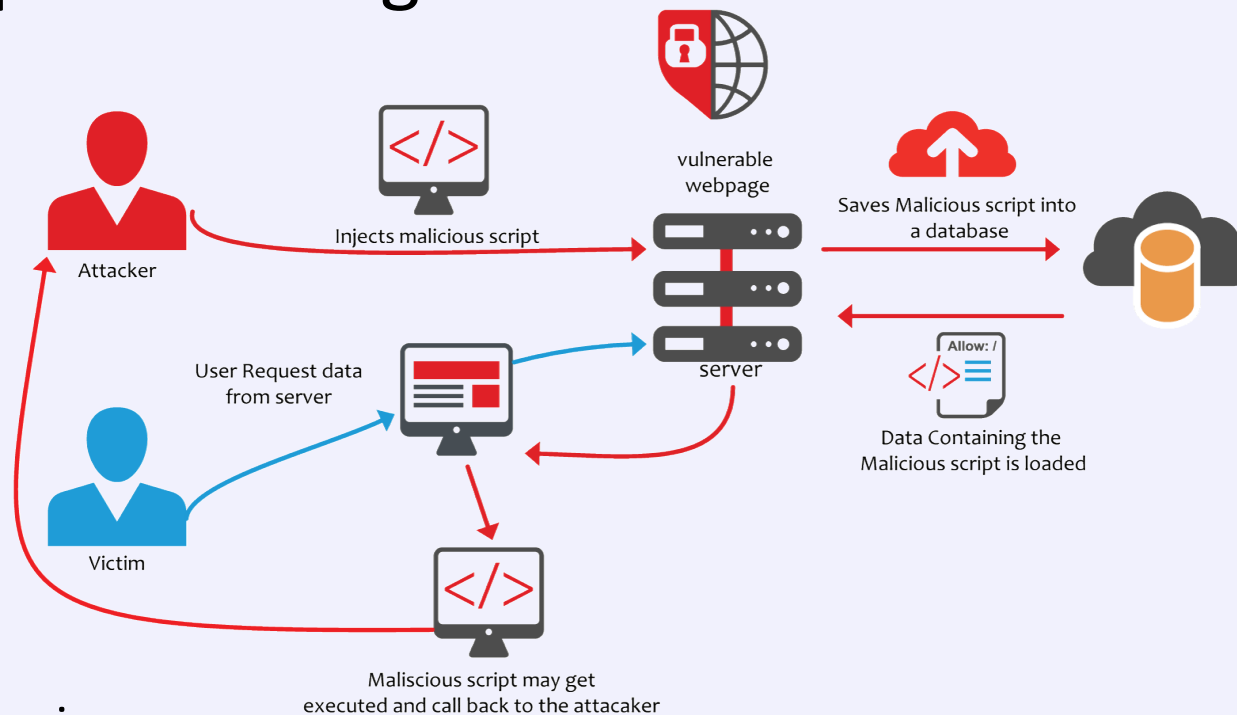 vulnerable
webpage
Saves Malicious script into
a database
Injects malicious script
Attacker
Allow: /
server
User Request data
from server
Data Containing the
Malicious script is loaded
Victim
Maliscious script may get
executed and call back to the attacaker